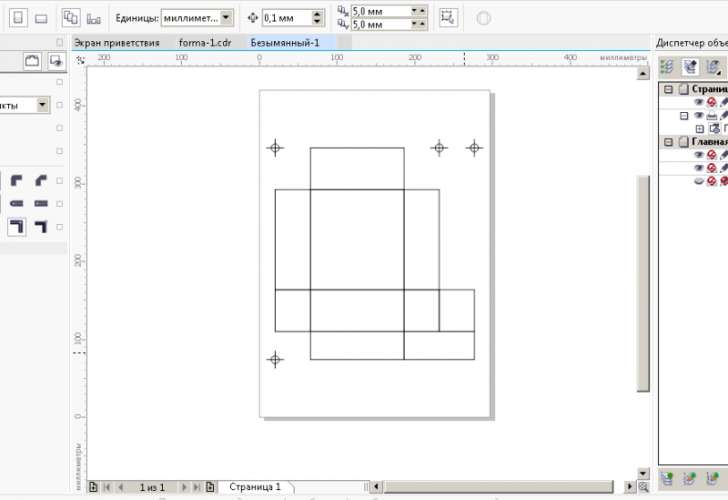 Единицы: миллимет... 0,1 мм 5,0 мм
5,0 мм
Экран приветствия forma-1.cdr Безымянный-1
Диспетчер объе
200 100 0 100 200 300 400 миллиметры
Страниц
кты
400
Главная
300
200
100
0
миллиметры
1 из 1 Страница 1